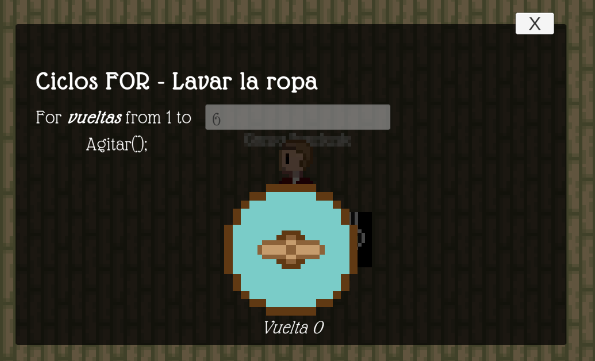 X
Ciclos FOR - Lavar la ropa
For vueltas from 1 to 6
Agitar();
Vuelta 0